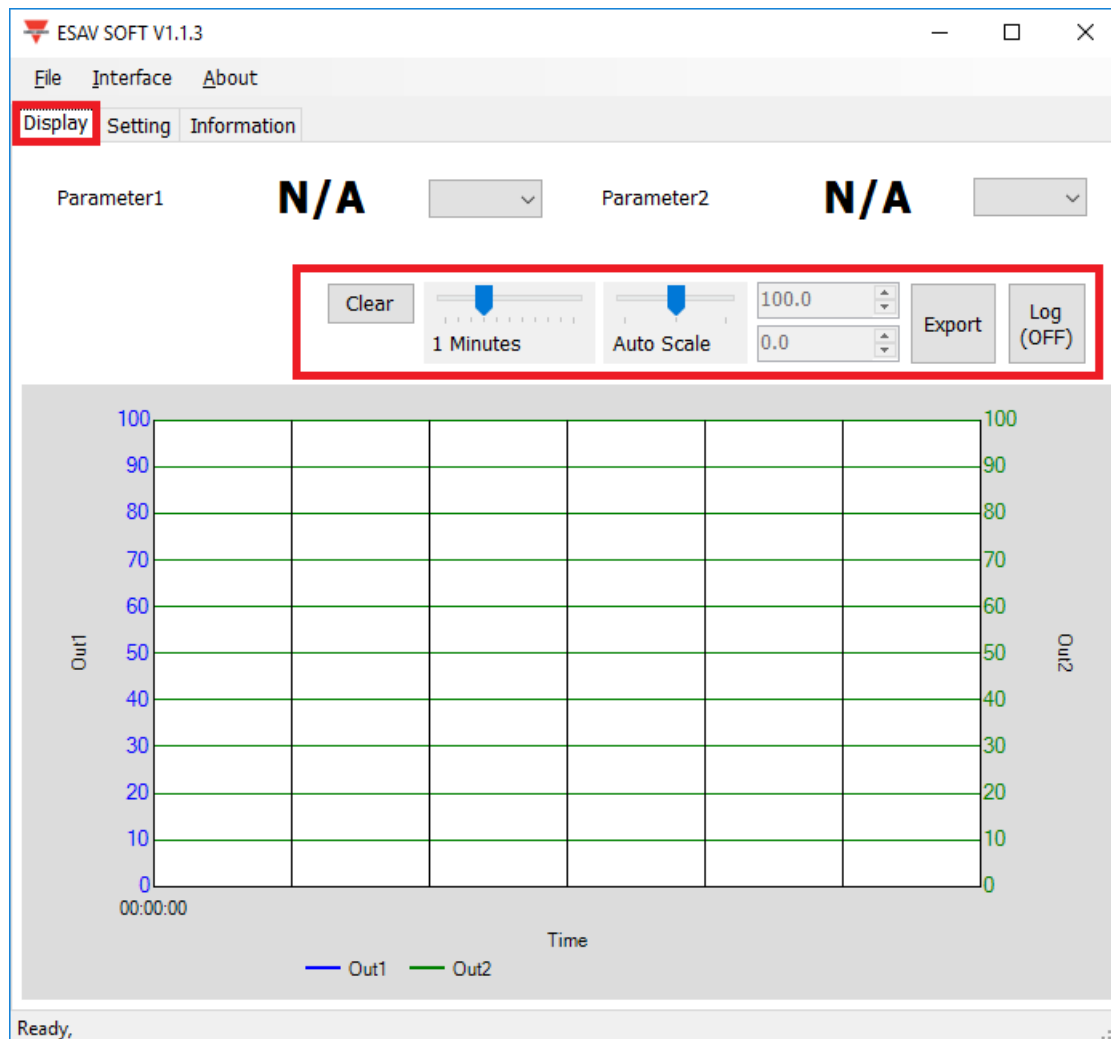 ESAV SOFT V1.1.3
File Interface About
Display Setting Information
Parameter1 N/A Parameter2 N/A
Clear 1 Minutes Auto Scale 100.0 0.0 Export Log (OFF)
100 100
90 90
80 80
70 70
60 60
Out1 50 50 Out2
40 40
30 30
20 20
10 10
0 0
00:00:00
Time
Out1 Out2
Ready,